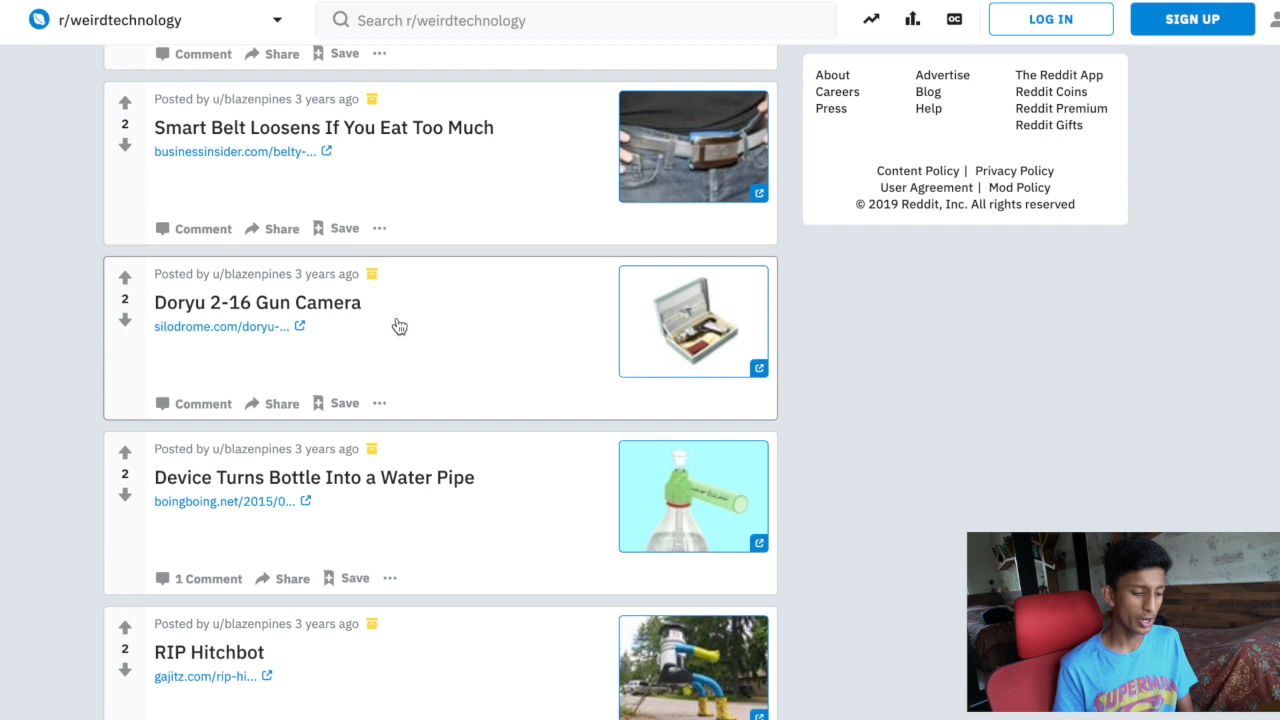 r/weirdtechnology
Search r/weirdtechnology
LOG IN
SIGN UP
Comment Share Save
Posted by u/blazenpines 3 years ago
2
Smart Belt Loosens If You Eat Too Much
businessinsider.com/belty-...
Comment Share Save
Posted by u/blazenpines 3 years ago
2
Doryu 2-16 Gun Camera
silodrome.com/doryu-...
Comment Share Save
Posted by u/blazenpines 3 years ago
2
Device Turns Bottle Into a Water Pipe
boingboing.net/2015/0...
1 Comment Share Save
Posted by u/blazenpines 3 years ago
2
RIP Hitchbot
gajitz.com/rip-hi...
About Advertise The Reddit App
Careers Blog Reddit Coins
Press Help Reddit Premium
Reddit Gifts
Content Policy | Privacy Policy
User Agreement | Mod Policy
© 2019 Reddit, Inc. All rights reserved
SUPERMAN